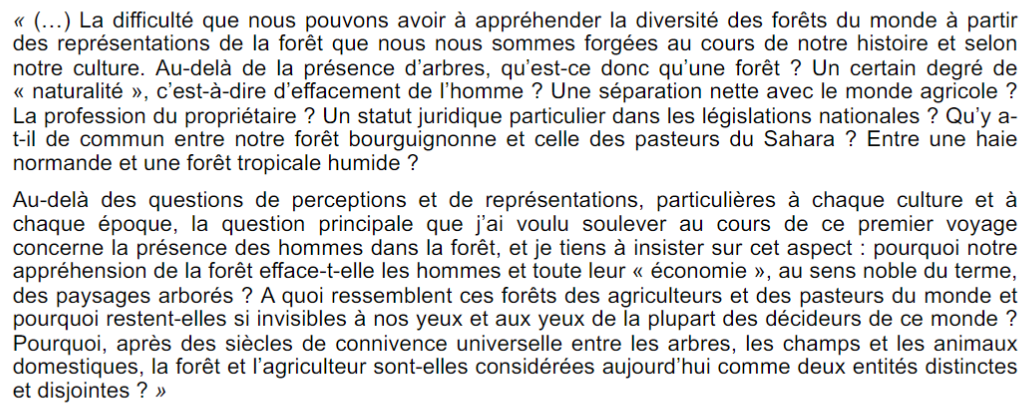 « (…) La difficulté que nous pouvons avoir à appréhender la diversité des forêts du monde à partir
des représentations de la forêt que nous nous sommes forgées au cours de notre histoire et selon
notre culture. Au-delà de la présence d'arbres, qu'est-ce donc qu'une forêt ? Un certain degré de
« naturalité », c'est-à-dire d'effacement de l'homme ? Une séparation nette avec le monde agricole ?
La profession du propriétaire ? Un statut juridique particulier dans les législations nationales ? Qu'y a-
t-il de commun entre notre forêt bourguignonne et celle des pasteurs du Sahara ? Entre une haie
normande et une forêt tropicale humide ?
Au-delà des questions de perceptions et de représentations, particulières à chaque culture et à
chaque époque, la question principale que j'ai voulu soulever au cours de ce premier voyage
concerne la présence des hommes dans la forêt, et je tiens à insister sur cet aspect : pourquoi notre
appréhension de la forêt efface-t-elle les hommes et toute leur « économie », au sens noble du terme,
des paysages arborés ? A quoi ressemblent ces forêts des agriculteurs et des pasteurs du monde et
pourquoi restent-elles si invisibles à nos yeux et aux yeux de la plupart des décideurs de ce monde ?
Pourquoi, après des siècles de connivence universelle entre les arbres, les champs et les animaux
domestiques, la forêt et l'agriculteur sont-elles considérées aujourd'hui comme deux entités distinctes
et disjointes ? »